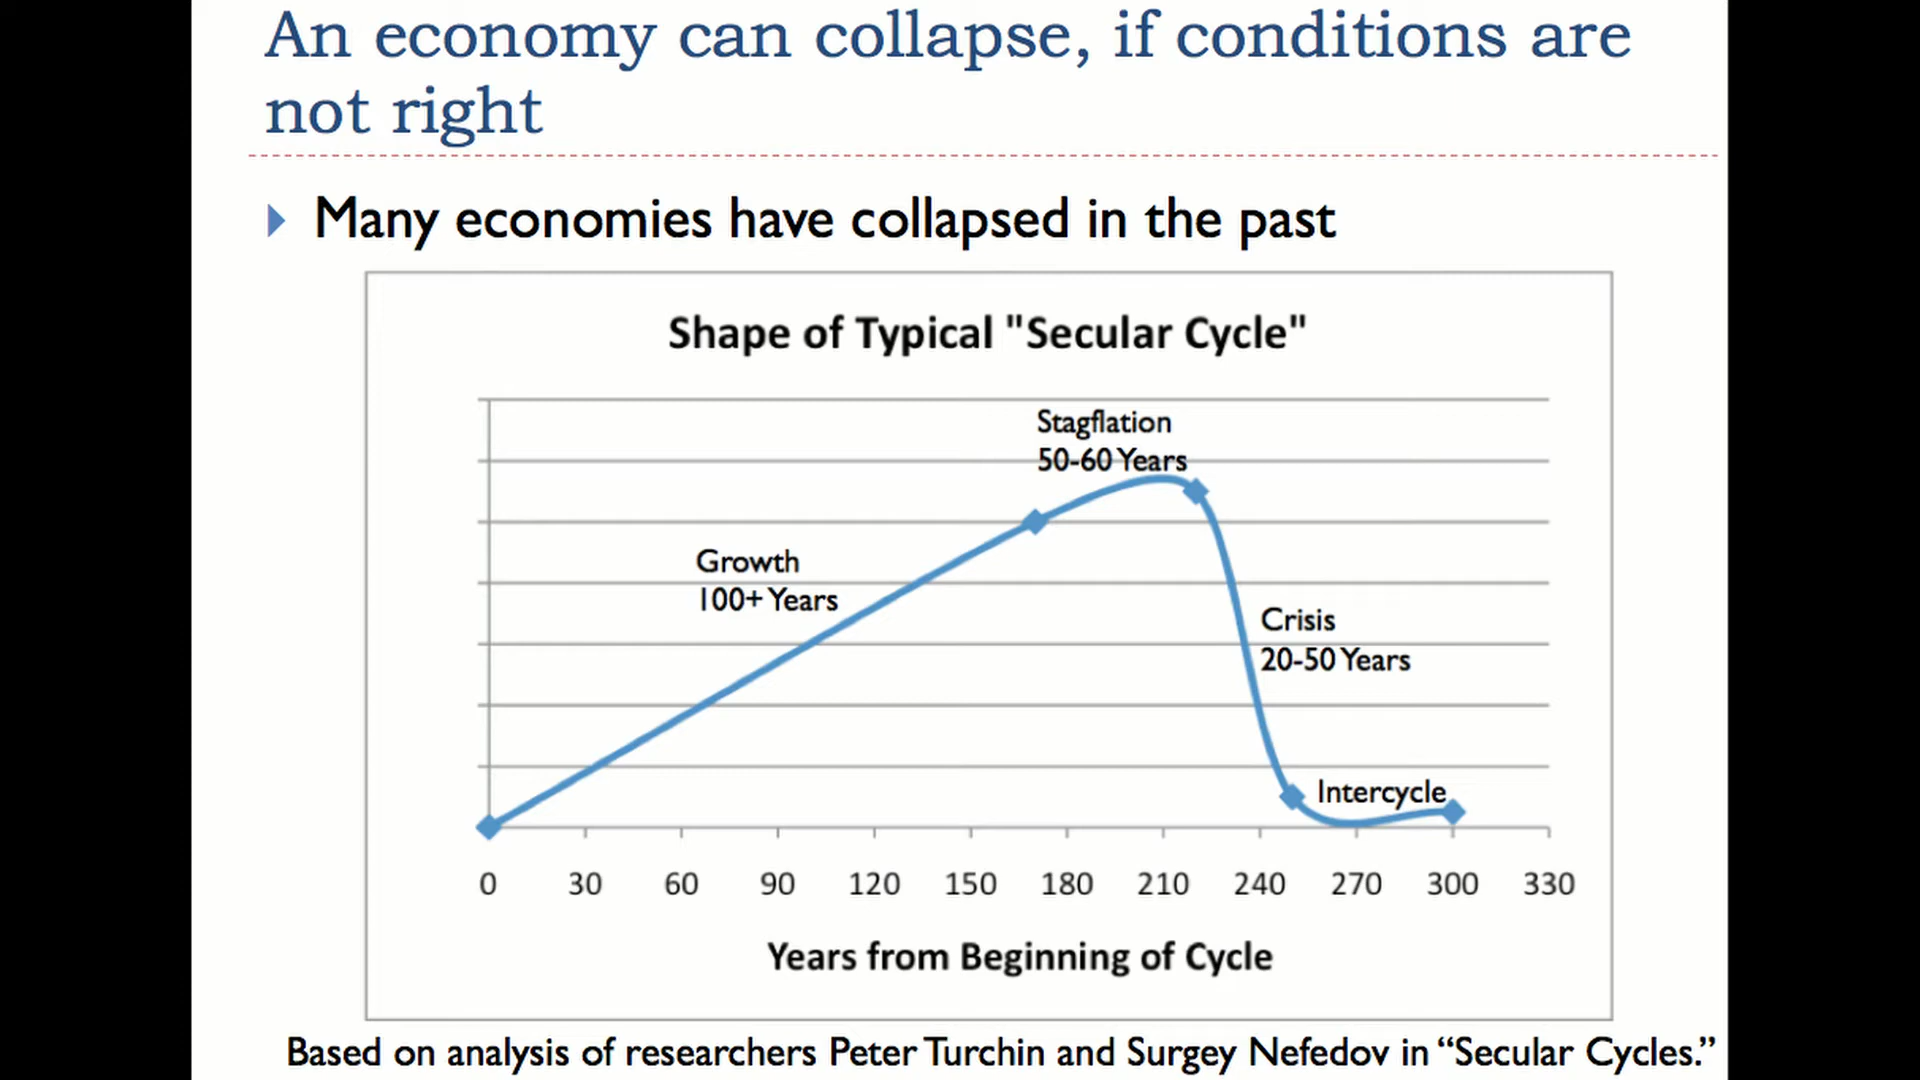 An economy can collapse, if conditions are
not right
Many economies have collapsed in the past
Shape of Typical "Secular Cycle"
Stagflation
50-60 Years
Growth
100+ Years
Crisis
20-50 Years
Intercycle
0 30 60 90 120 150 180 210 240 270 300 330
Years from Beginning of Cycle
Based on analysis of researchers Peter Turchin and Surgey Nefedov in “Secular Cycles.”